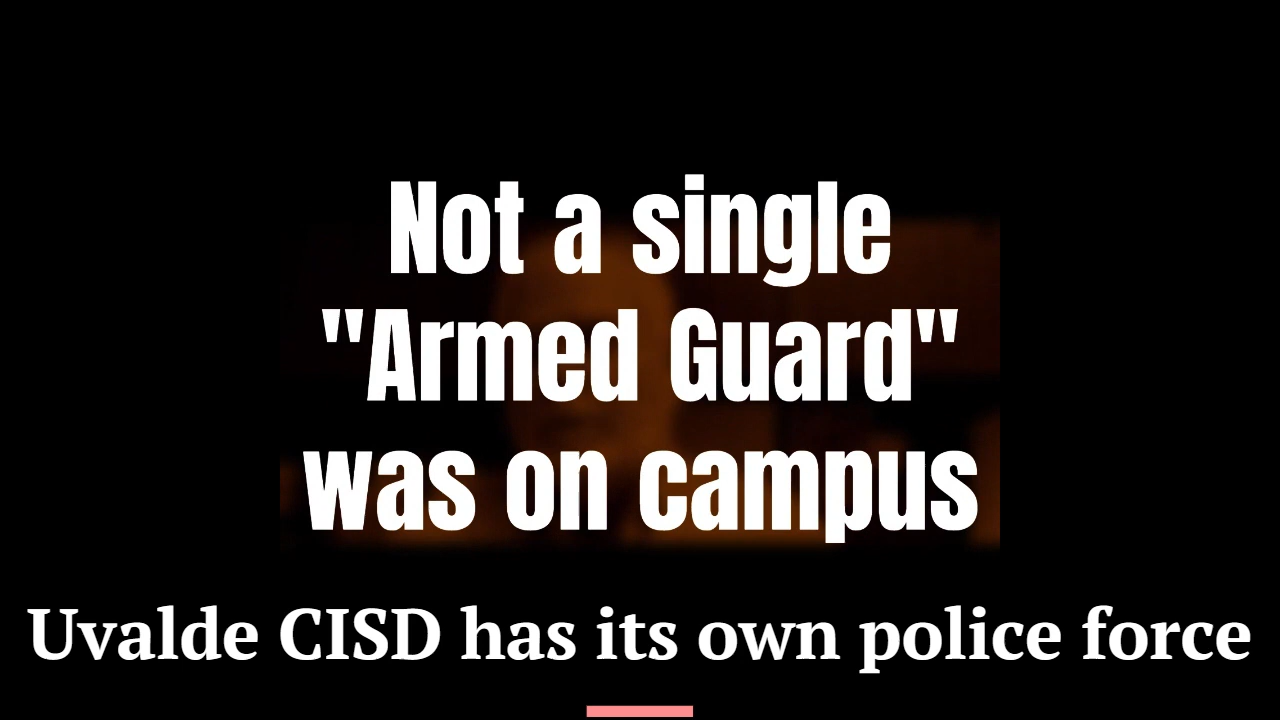 Not a single
"Armed Guard"
was on campus
Uvalde CISD has its own police force